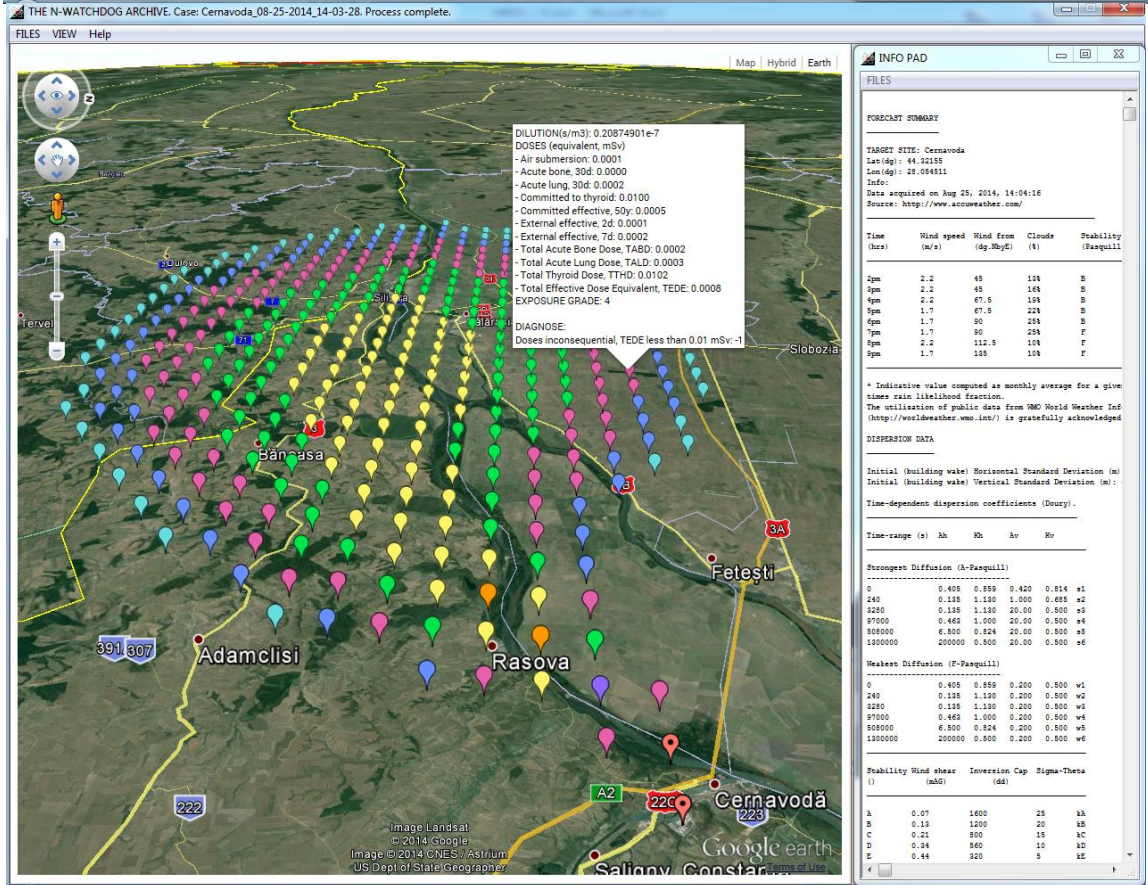 THE N-WATCHDOG ARCHIVE. Case: Cernavoda_08-25-2014_14-03-28. Process complete.
FILES VIEW Help
Map Hybrid Earth
N
DILUTION(s/m3): 0.20874901e-7
DOSES (equivalent, mSv)
- Air submersion: 0.0001
- Acute bone, 30d: 0.0000
- Acute lung, 30d: 0.0002
- Committed to thyroid: 0.0100
- Committed effective, 50y: 0.0005
- External effective, 2d: 0.0001
- External effective, 7d: 0.0002
- Total Acute Bone Dose, TABD: 0.0002
- Total Acute Lung Dose, TALD: 0.0003
- Total Thyroid Dose, TTHD: 0.0102
- Total Effective Dose Equivalent, TEDE: 0.0008
EXPOSURE GRADE: 4
DIAGNOSE:
Doses inconsequential, TEDE less than 0.01 mSv: -1
Dulovo
7
71
31
Tervel
Slobozia
3
Băneasa
3B
3A
Fetești
391 307
Adamclisi
Rasova
222
A2
22C
Cernavodă
223
Saligny
Image Landsat
© 2014 Google
Image © 2014 CNES / Astrium
US Dept of State Geographer
Google earth
Terms of Use
INFO PAD
FILES
FORECAST SUMMARY
TARGET SITE: Cernavoda
Lat(dg): 44.32155
Lon(dg): 28.054511
Info:
Data acquired on Aug 25, 2014, 14:04:16
Source: http://www.accuweather.com/
Time Wind speed Wind from Clouds Stability
(hrs) (m/s) (dg.NbyE) (%) (Pasquill
2pm 2.2 45 13% B
3pm 2.2 45 16% B
4pm 2.2 67.5 19% B
5pm 1.7 67.5 22% B
6pm 1.7 90 25% B
7pm 1.7 90 25% F
8pm 2.2 112.5 10% F
9pm 1.7 135 10% F
* Indicative value computed as monthly average for a give
times rain likelihood fraction.
The utilization of public data from WMO World Weather Inf
(http://worldweather.wmo.int/) is gratefully acknowledged
DISPERSION DATA
Initial (building wake) Horizontal Standard Deviation (m)
Initial (building wake) Vertical Standard Deviation (m):
Time-dependent dispersion coefficients (Doury).
Time-range (s) Ah Kh Av Kv
Strongest Diffusion (A-Pasquill)
0 0.405 0.859 0.420 0.814 s1
240 0.135 1.130 1.000 0.685 s2
3280 0.135 1.130 20.00 0.500 s3
97000 0.463 1.000 20.00 0.500 s4
508000 6.500 0.824 20.00 0.500 s5
1300000 200000 0.500 20.00 0.500 s6
Weakest Diffusion (F-Pasquill)
0 0.405 0.859 0.200 0.500 w1
240 0.135 1.130 0.200 0.500 w2
3280 0.135 1.130 0.200 0.500 w3
97000 0.463 1.000 0.200 0.500 w4
508000 6.500 0.824 0.200 0.500 w5
1300000 200000 0.500 0.200 0.500 w6
Stability Wind shear Inversion Cap Sigma-Theta
() (mAG) (dd)
A 0.07 1600 25 kA
B 0.13 1200 20 kB
C 0.21 800 15 kC
D 0.34 560 10 kD
E 0.44 320 5 kE